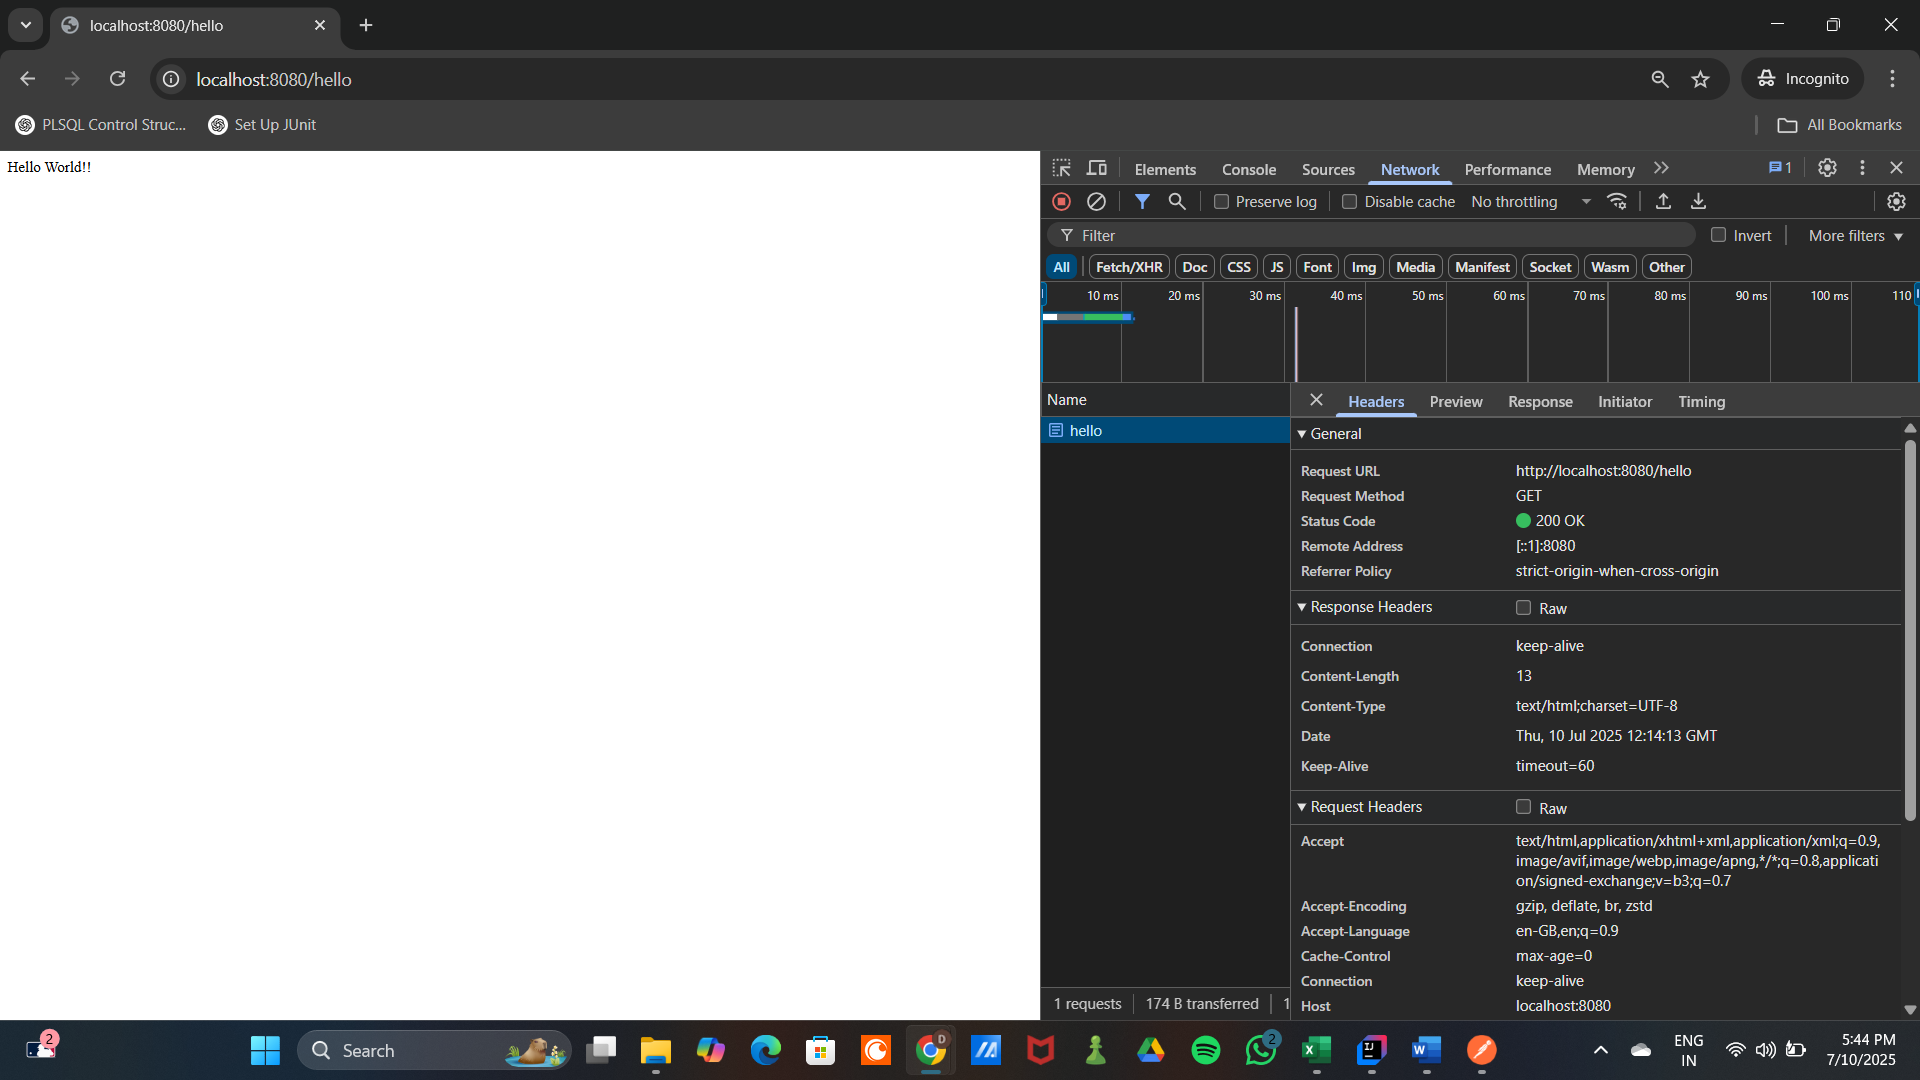 localhost:8080/hello
localhost:8080/hello
Incognito
PLSQL Control Struc...
Set Up JUnit
All Bookmarks
Hello World!!
Elements Console Sources Network Performance Memory
1
Preserve log
Disable cache
No throttling
Filter
Invert
More filters
All Fetch/XHR Doc CSS JS Font Img Media Manifest Socket Wasm Other
10 ms 20 ms 30 ms 40 ms 50 ms 60 ms 70 ms 80 ms 90 ms 100 ms 110
Name
hello
Headers Preview Response Initiator Timing
General
Request URL http://localhost:8080/hello
Request Method GET
Status Code 200 OK
Remote Address [::1]:8080
Referrer Policy strict-origin-when-cross-origin
Response Headers Raw
Connection keep-alive
Content-Length 13
Content-Type text/html;charset=UTF-8
Date Thu, 10 Jul 2025 12:14:13 GMT
Keep-Alive timeout=60
Request Headers Raw
Accept text/html,application/xhtml+xml,application/xml;q=0.9,
image/avif,image/webp,image/apng,*/*;q=0.8,applicati
on/signed-exchange;v=b3;q=0.7
Accept-Encoding gzip, deflate, br, zstd
Accept-Language en-GB,en;q=0.9
Cache-Control max-age=0
Connection keep-alive
Host localhost:8080
1 requests 174 B transferred 1
2
Search
D
2
IJ
W
ENG
IN
5:44 PM
7/10/2025